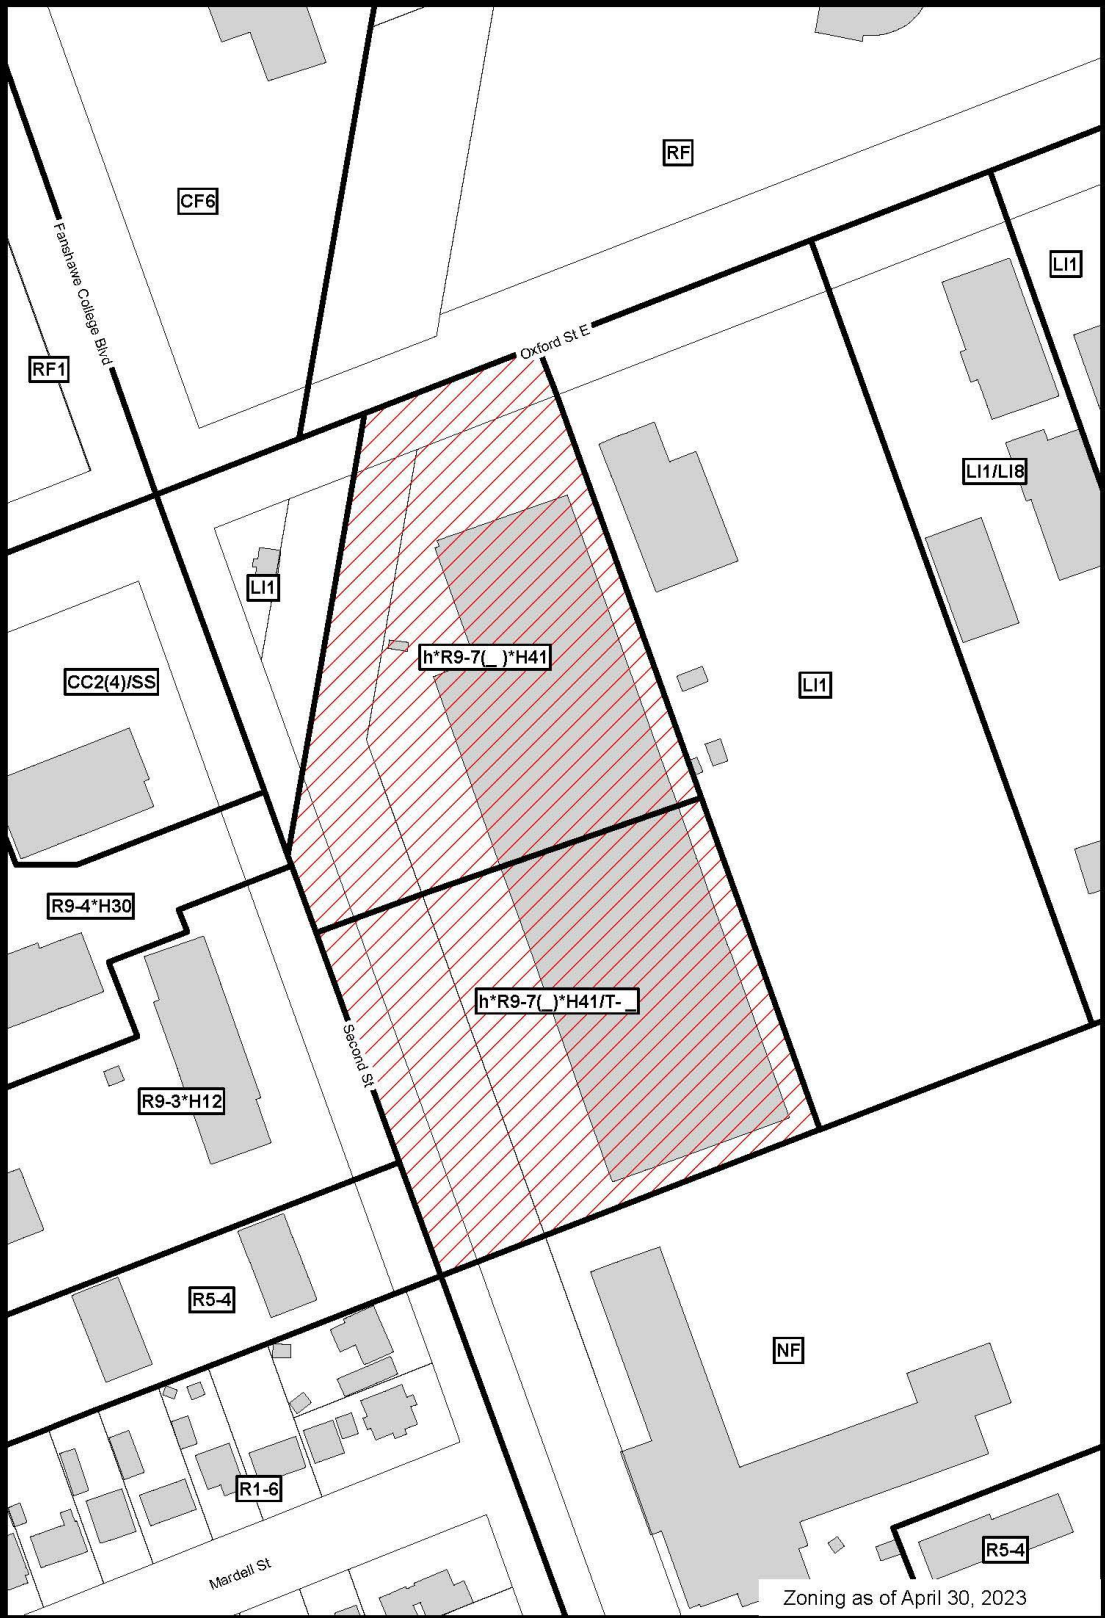 RF
CF6
Fanshawe College Blvd
LI1
Oxford St E
RF1
LI1/LI8
LI1
h*R9-7(_ )*H41
CC2(4)/SS
LI1
R9-4*H30
h*R9-7(_)*H41/T- _
Second St
R9-3*H12
R5-4
NF
R1-6
R5-4
Mardell St
Zoning as of April 30, 2023